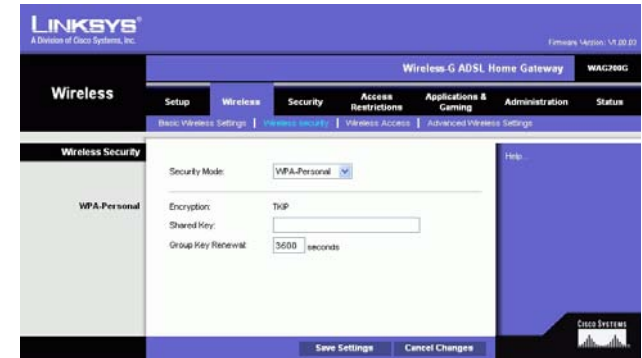 LINKSYS®
A Division of Cisco Systems, Inc.
Firmware Version: V1.00.03
Wireless-G ADSL Home Gateway WAG200G
Wireless
Setup Wireless Security Access Restrictions Applications & Gaming Administration Status
Basic Wireless Settings | Wireless Security | Wireless Access | Advanced Wireless Settings
Wireless Security
Help...
Security Mode: WPA-Personal
WPA-Personal
Encryption: TKIP
Shared Key:
Group Key Renewal: 3600 seconds
CISCO SYSTEMS
Save Settings Cancel Changes